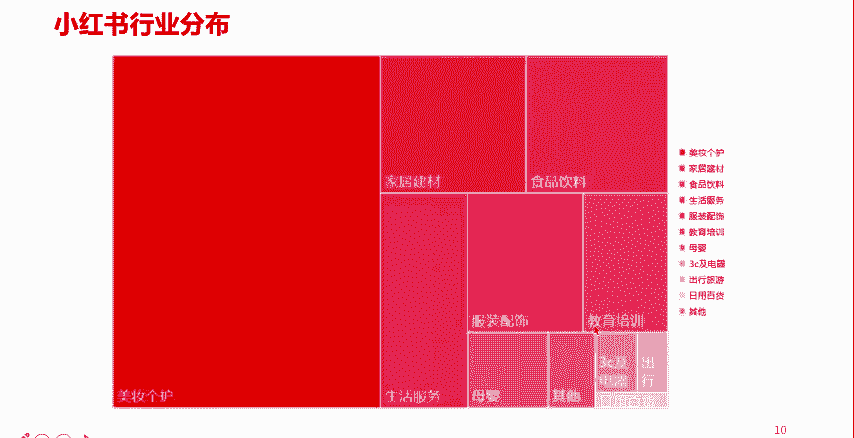 小红书行业分布
家居建材
食品饮料
服装配饰
教育培训
3c及
电器
出
行
美妆个护
生活服务
母婴
其他
日用百货
美妆个护
家居建材
食品饮料
生活服务
服装配饰
教育培训
母婴
3c及电器
出行旅游
日用百货
其他
10